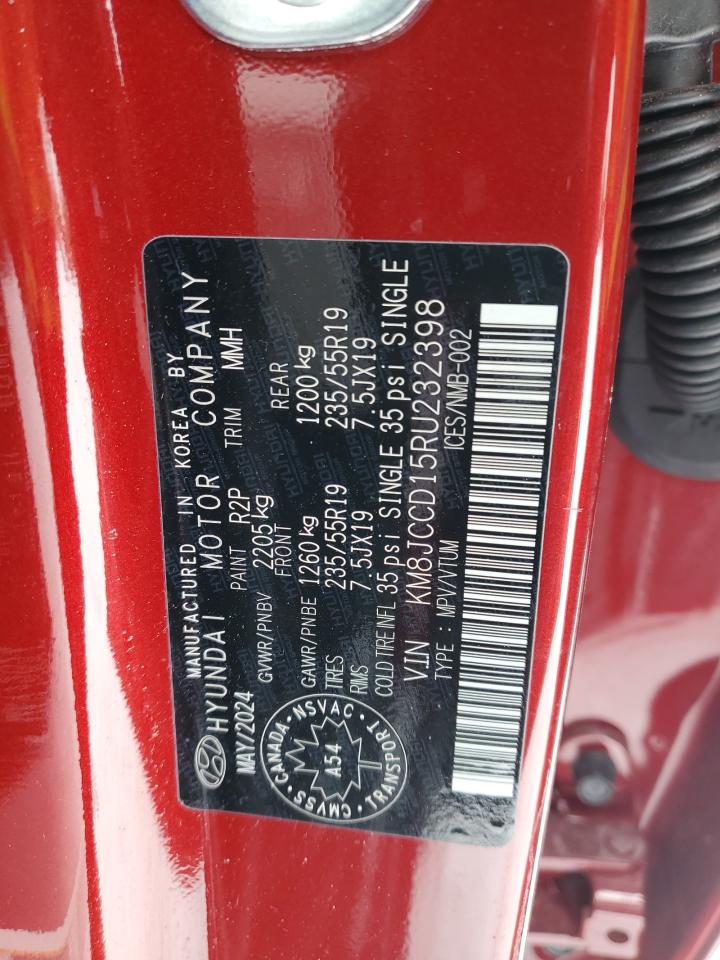 MANUFACTURED IN KOREA BY
HYUNDAI MOTOR COMPANY
MAY/2024 PAINT R2P TRIM MMH
GVWR/PNBV 2205kg
FRONT REAR
GAWR/PNBE 1260kg 1200kg
TIRES 235/55R19 235/55R19
RIMS 7.5JX19 7.5JX19
COLD TIRE INFL 35 psi SINGLE 35 psi SINGLE
VIN KM8JCCD15RU232398
TYPE : MPV/VTUM ICES/NMB-002
CANADA · NSVAC · TRANSPORT · CMVSS
A54